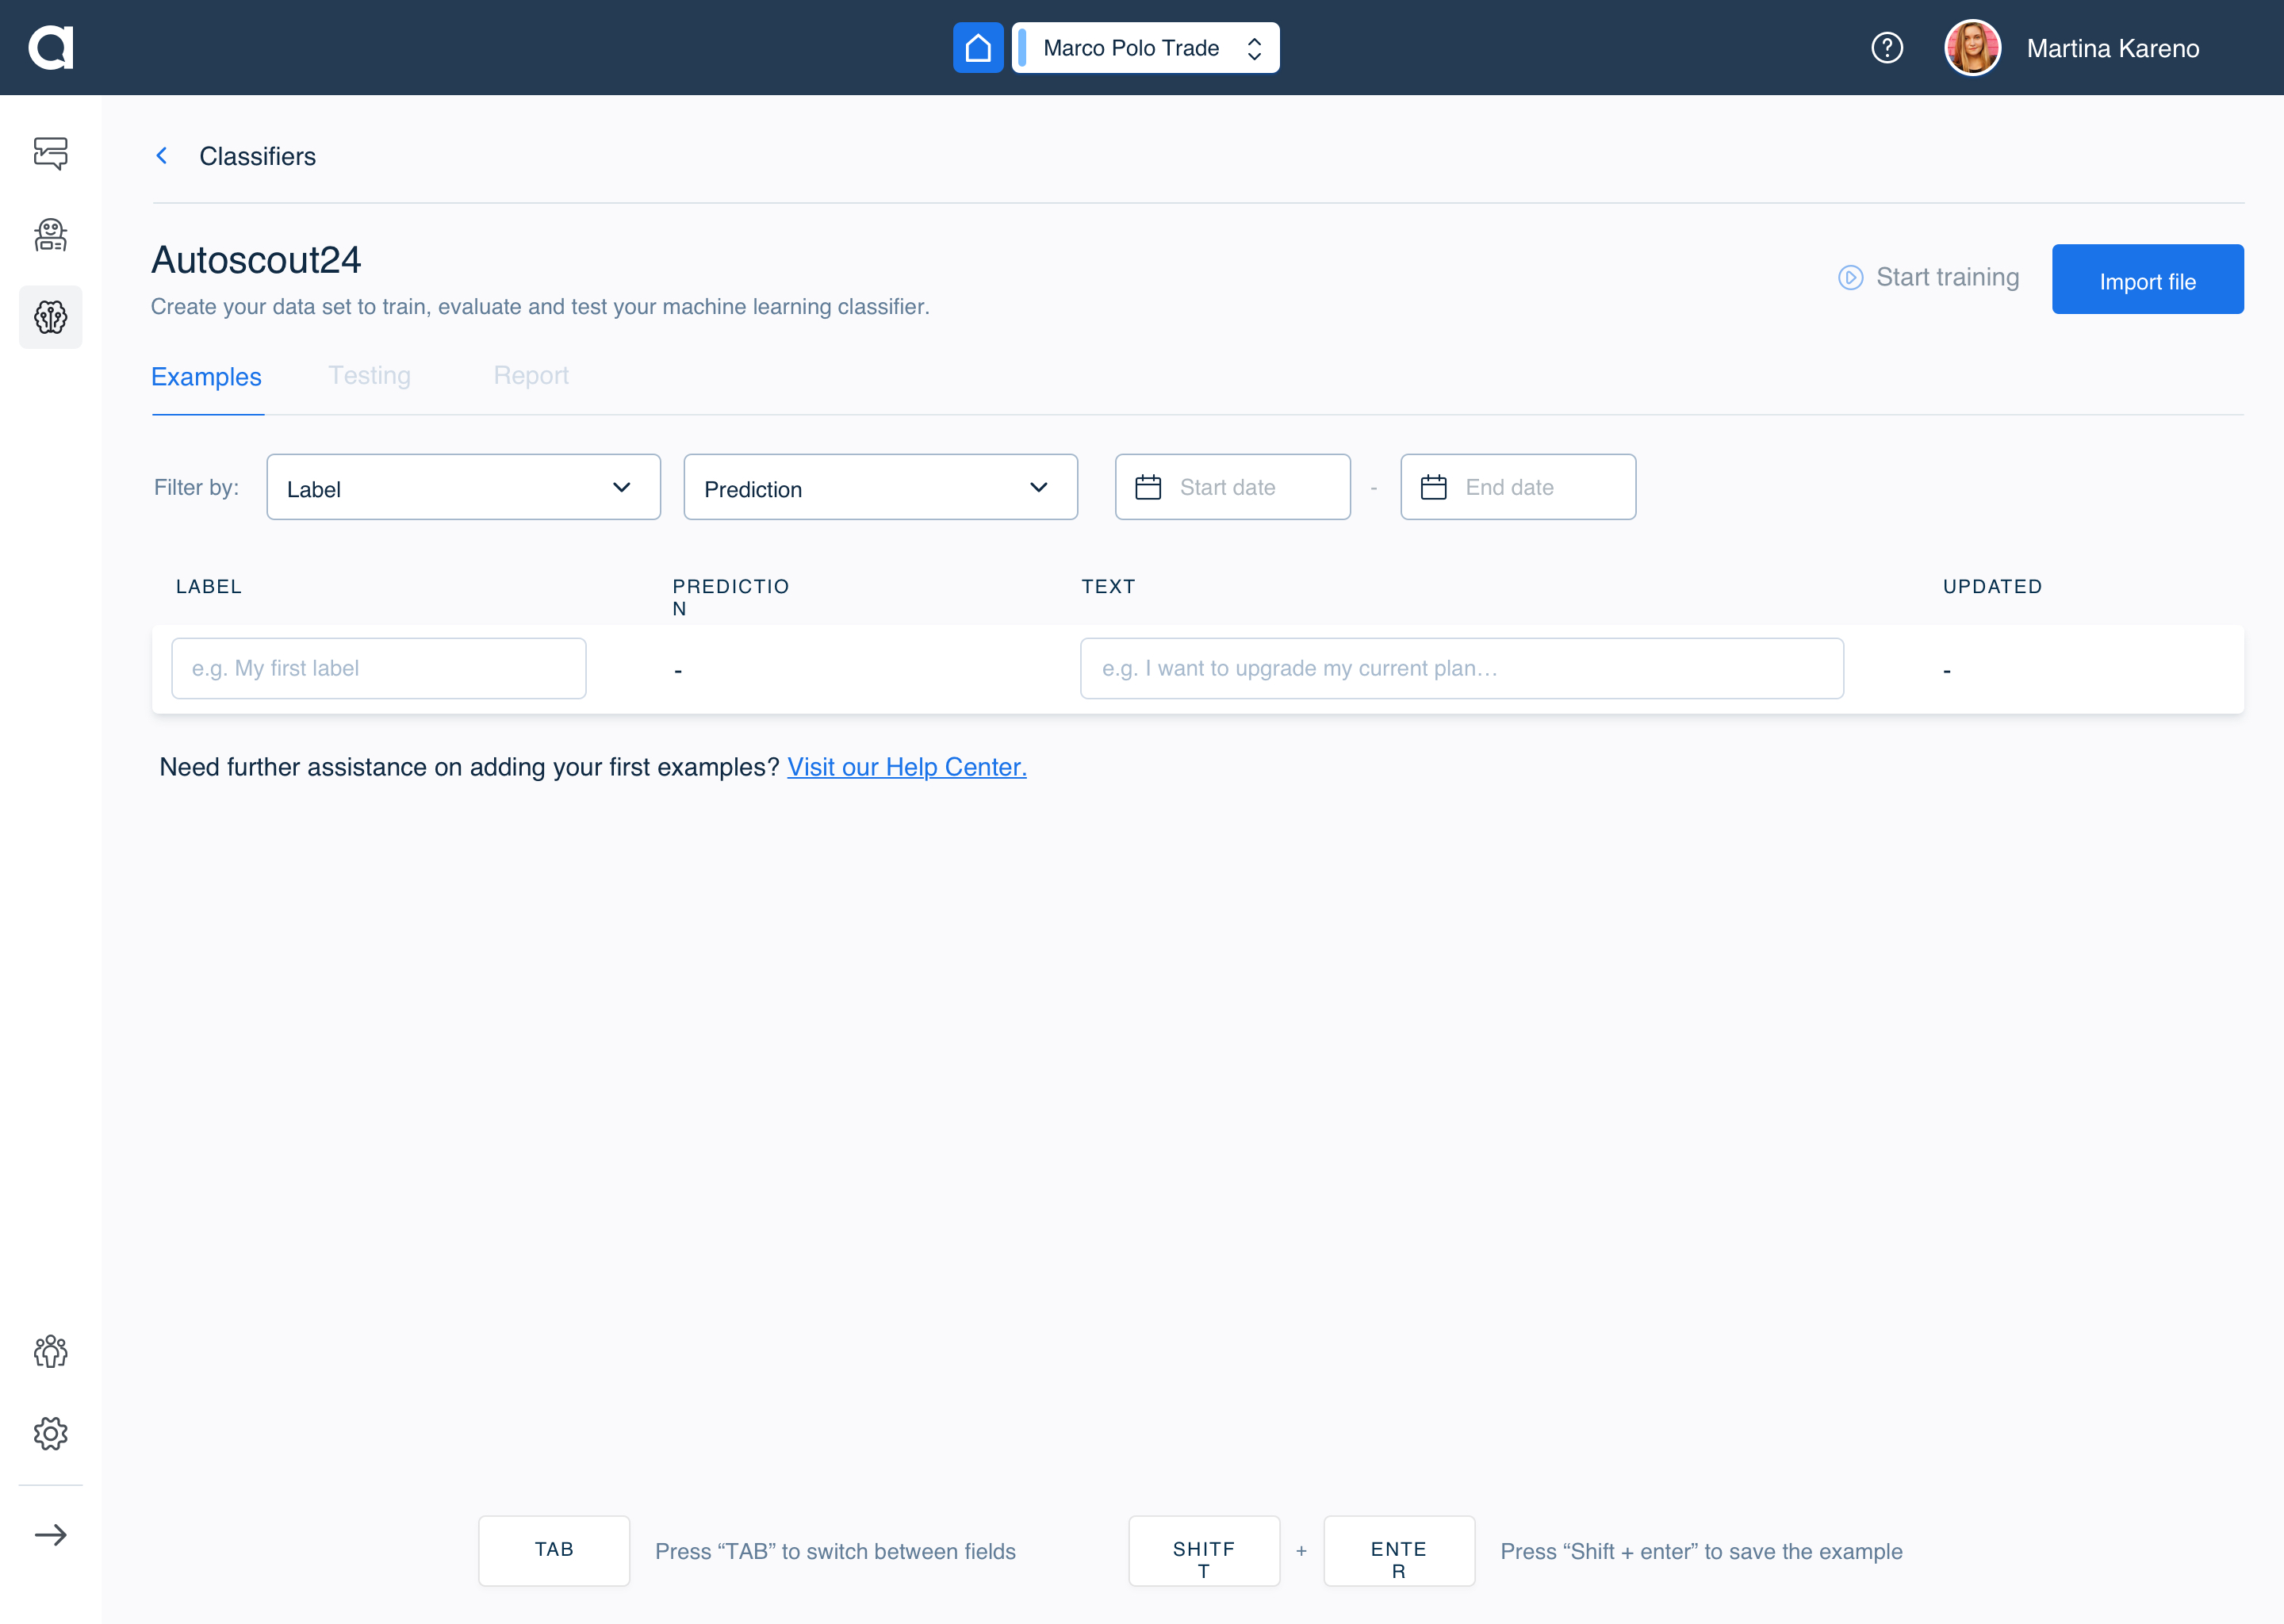 Marco Polo Trade
? Martina Kareno
Classifiers
Autoscout24
Create your data set to train, evaluate and test your machine learning classifier.
Start training
Import file
Examples Testing Report
Filter by: Label Prediction Start date - End date
LABEL PREDICTIO TEXT UPDATED
N
e.g. My first label - e.g. I want to upgrade my current plan… -
Need further assistance on adding your first examples? Visit our Help Center.
TAB Press “TAB” to switch between fields SHITF + ENTE Press “Shift + enter” to save the example
T R